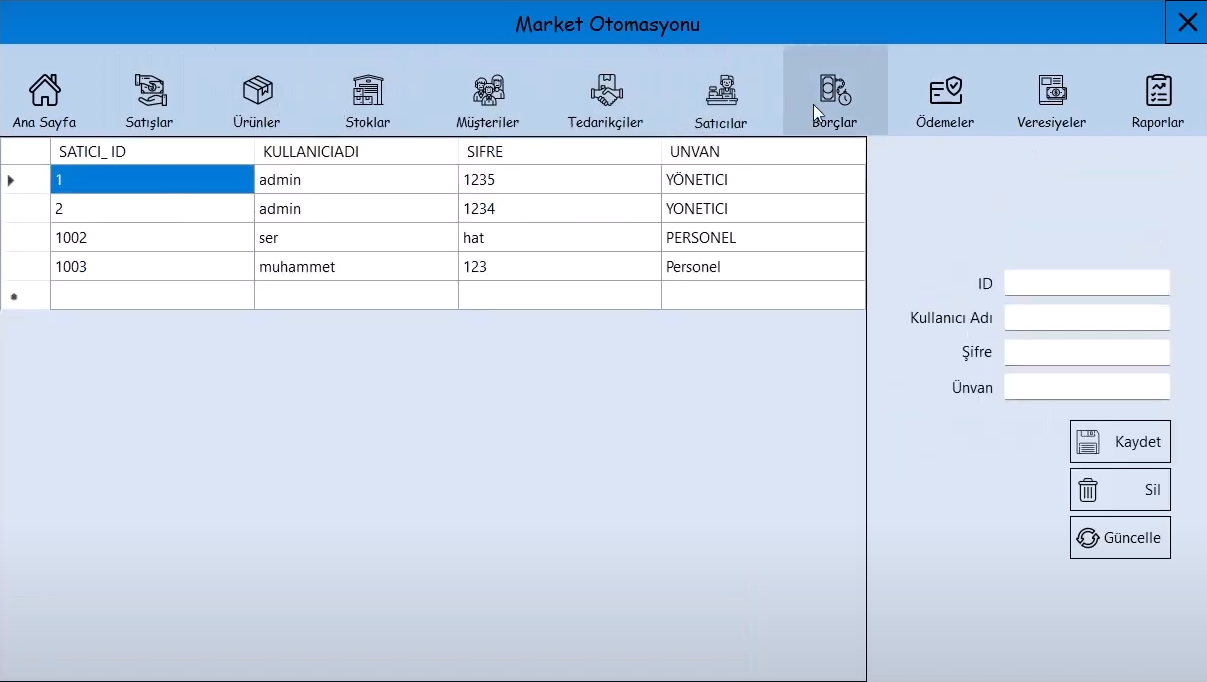 Market Otomasyonu
Ana Sayfa Satışlar Ürünler Stoklar Müşteriler Tedarikçiler Satıcılar Borçlar Ödemeler Veresiyeler Raporlar
SATICI_ ID KULLANICIADI SIFRE UNVAN
1 admin 1235 YÖNETICI
2 admin 1234 YONETICI
1002 ser hat PERSONEL
1003 muhammet 123 Personel
ID
Kullanıcı Adı
Şifre
Ünvan
Kaydet
Sil
Güncelle